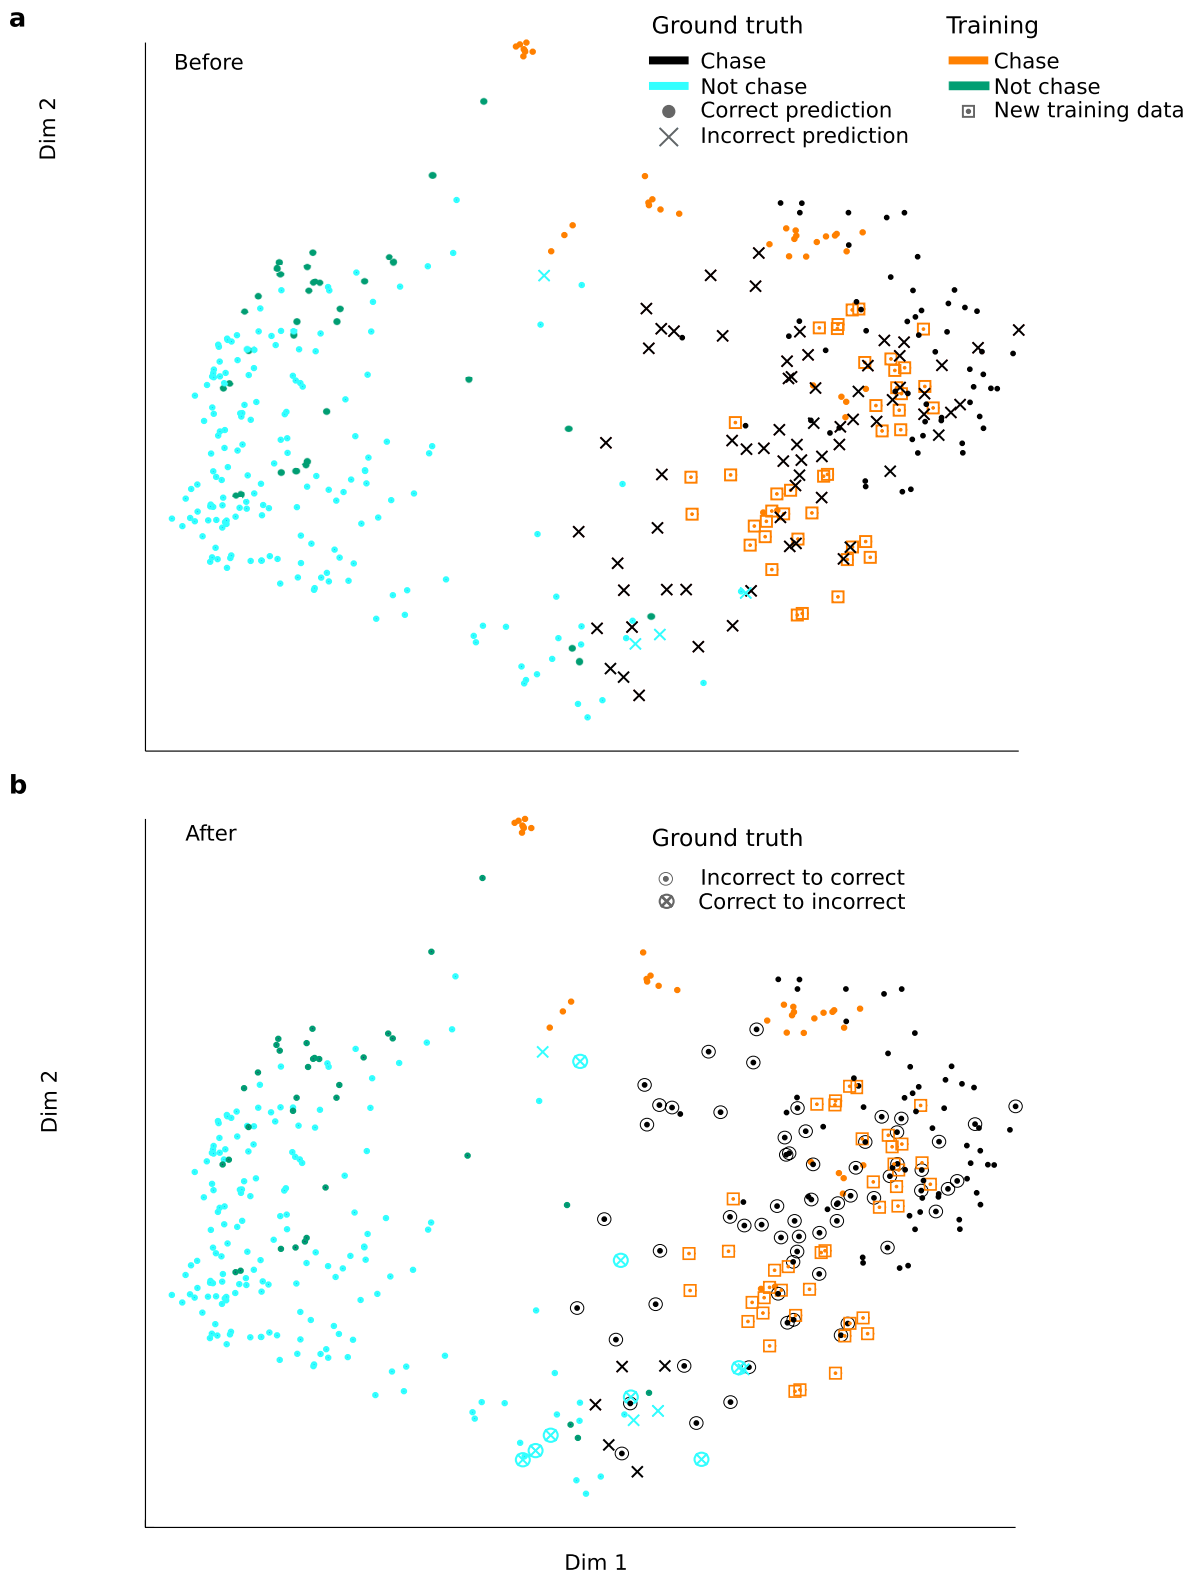 a
Before
Dim 2
Ground truth
Chase
Not chase
Correct prediction
Incorrect prediction
Training
Chase
Not chase
New training data
b
After
Dim 2
Ground truth
Incorrect to correct
Correct to incorrect
Dim 1